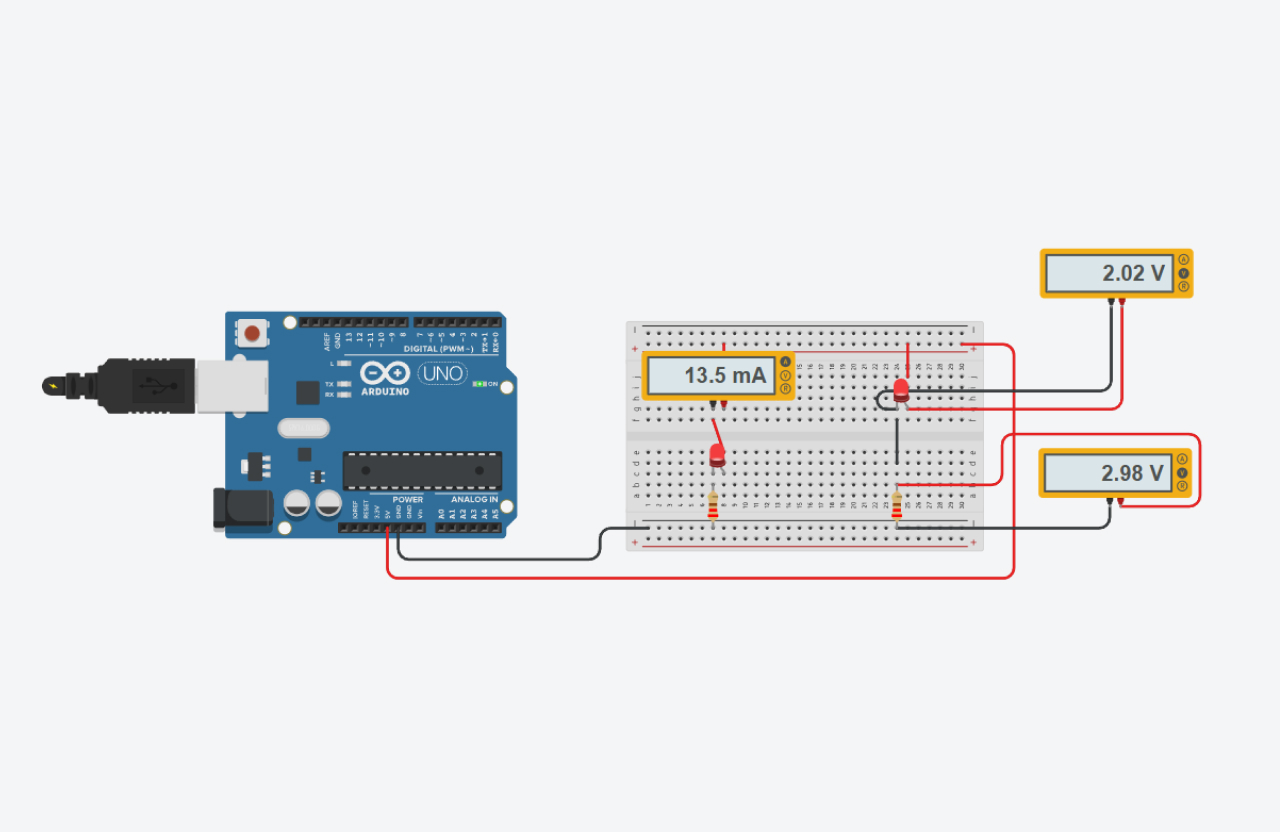 2.02 V
A
V
R
13.5 mA
A
V
R
2.98 V
A
V
R
AREF
GND
13
12
~11
~10
~9
8
7
~6
~5
4
~3
2
TX→1
RX←0
DIGITAL (PWM~)
L
TX
RX
ARDUINO
UNO
ON
POWER
ANALOG IN
IOREF
RESET
3.3V
5V
GND
GND
Vin
A0
A1
A2
A3
A4
A5